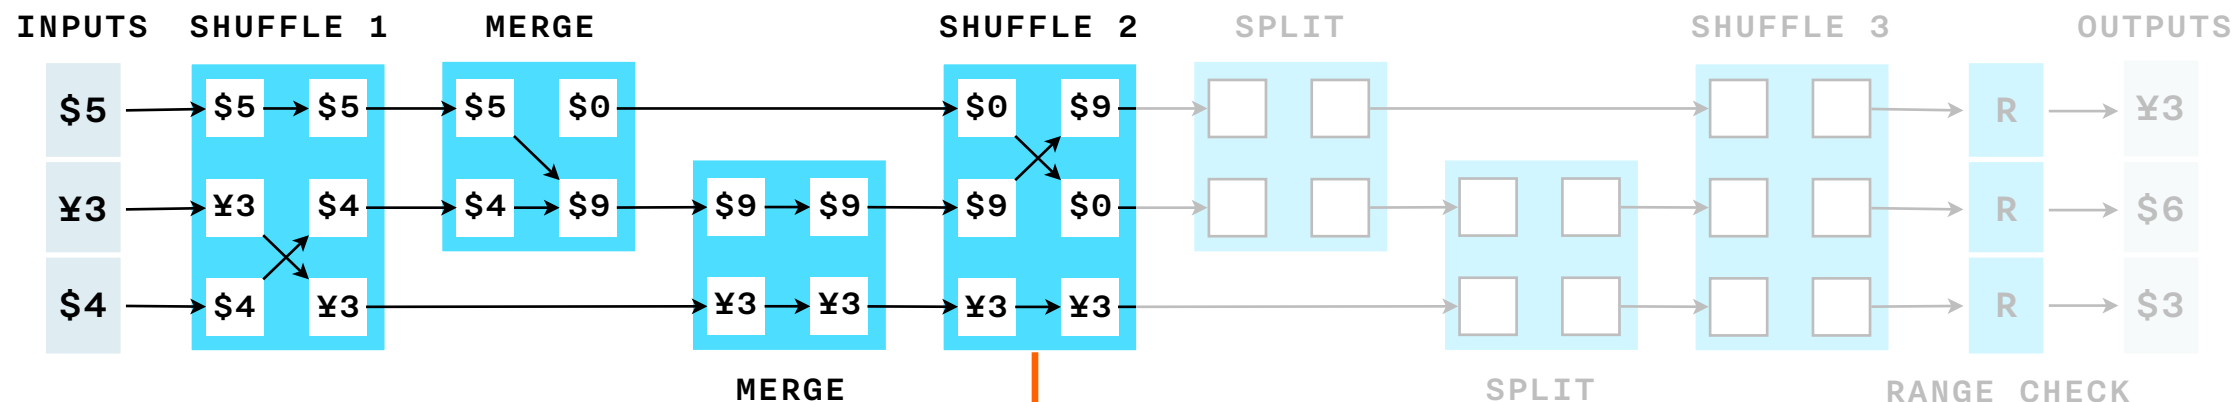 INPUTS SHUFFLE 1 MERGE SHUFFLE 2 SPLIT SHUFFLE 3 OUTPUTS
$5 $5 $5 $5 $0 $0 $9 R ¥3
¥3 ¥3 $4 $4 $9 $9 $9 $9 $0 R $6
$4 $4 ¥3 ¥3 ¥3 ¥3 ¥3 R $3
MERGE SPLIT RANGE CHECK